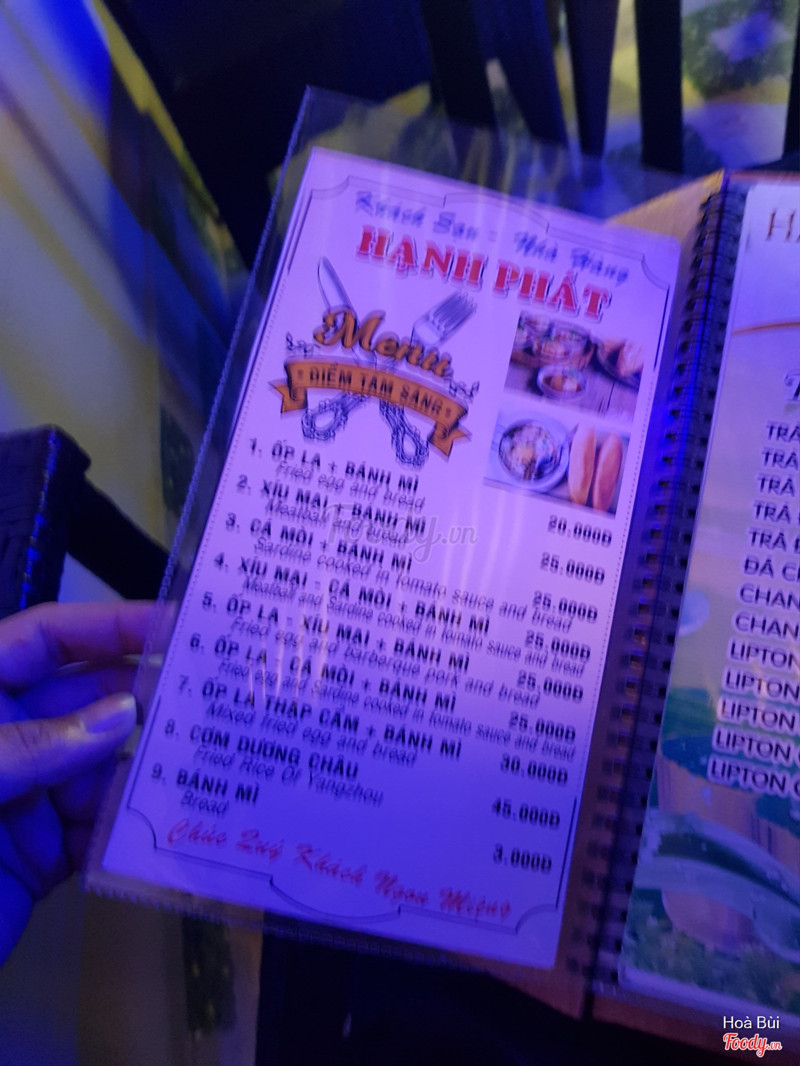 Khách Sạn - Nhà Hàng
HẠNH PHÁT
Menu
ĐIỂM TÂM SÁNG
1. ỐP LA + BÁNH MÌ
Fried egg and bread
20.000Đ
2. XÍU MẠI - BÁNH MÌ
Meatball and bread
25.000Đ
3. CÁ MÒI + BÁNH MÌ
Sardine cooked in tomato sauce and bread
25.000Đ
4. XÍU MẠI - CÁ MÒI + BÁNH MÌ
Meatball and Sardine cooked in tomato sauce and bread
25.000Đ
5. ỐP LA - XÍU MẠI + BÁNH MÌ
Fried egg and barberque pork and bread
25.000Đ
6. ỐP LA - CÁ MÒI + BÁNH MÌ
Fried egg and Sardine cooked in tomato sauce and bread
25.000Đ
7. ỐP LA THẬP CẨM + BÁNH MÌ
Mixed fried egg and bread
30.000Đ
8. CƠM DƯƠNG CHÂU
Fried Rice Of Yangzhou
45.000Đ
9. BÁNH MÌ
Bread
3.000Đ
Chúc Quý Khách Ngon Miệng
TRÀ
TRÀ
TRÀ
TRÀ
TRÀ
ĐÁ
CHAN
CHAN
LIPTON
LIPTON
LIPTON
LIPTON
LIPTON
Foody.vn
Hoà Bùi
Foody.vn